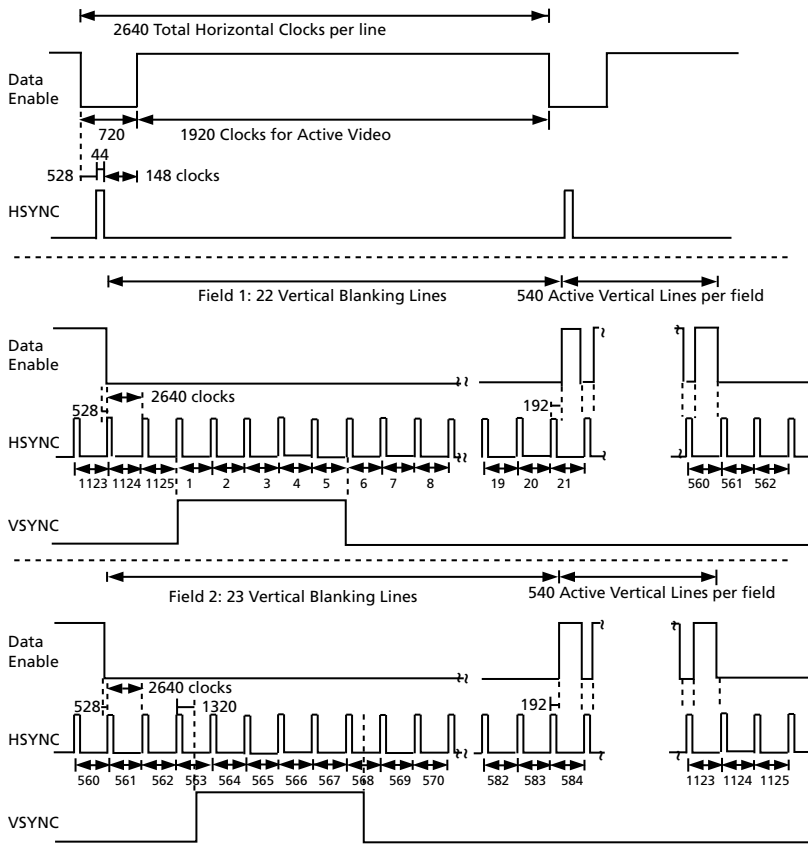 2640 Total Horizontal Clocks per line
Data
Enable
720
1920 Clocks for Active Video
44
528
148 clocks
HSYNC
Field 1: 22 Vertical Blanking Lines
540 Active Vertical Lines per field
Data
Enable
2640 clocks
528
192
HSYNC
1123 1124 1125 1 2 3 4 5 6 7 8 19 20 21 560 561 562
VSYNC
Field 2: 23 Vertical Blanking Lines
540 Active Vertical Lines per field
Data
Enable
2640 clocks
528
1320
192
HSYNC
560 561 562 563 564 565 566 567 568 569 570 582 583 584 1123 1124 1125
VSYNC